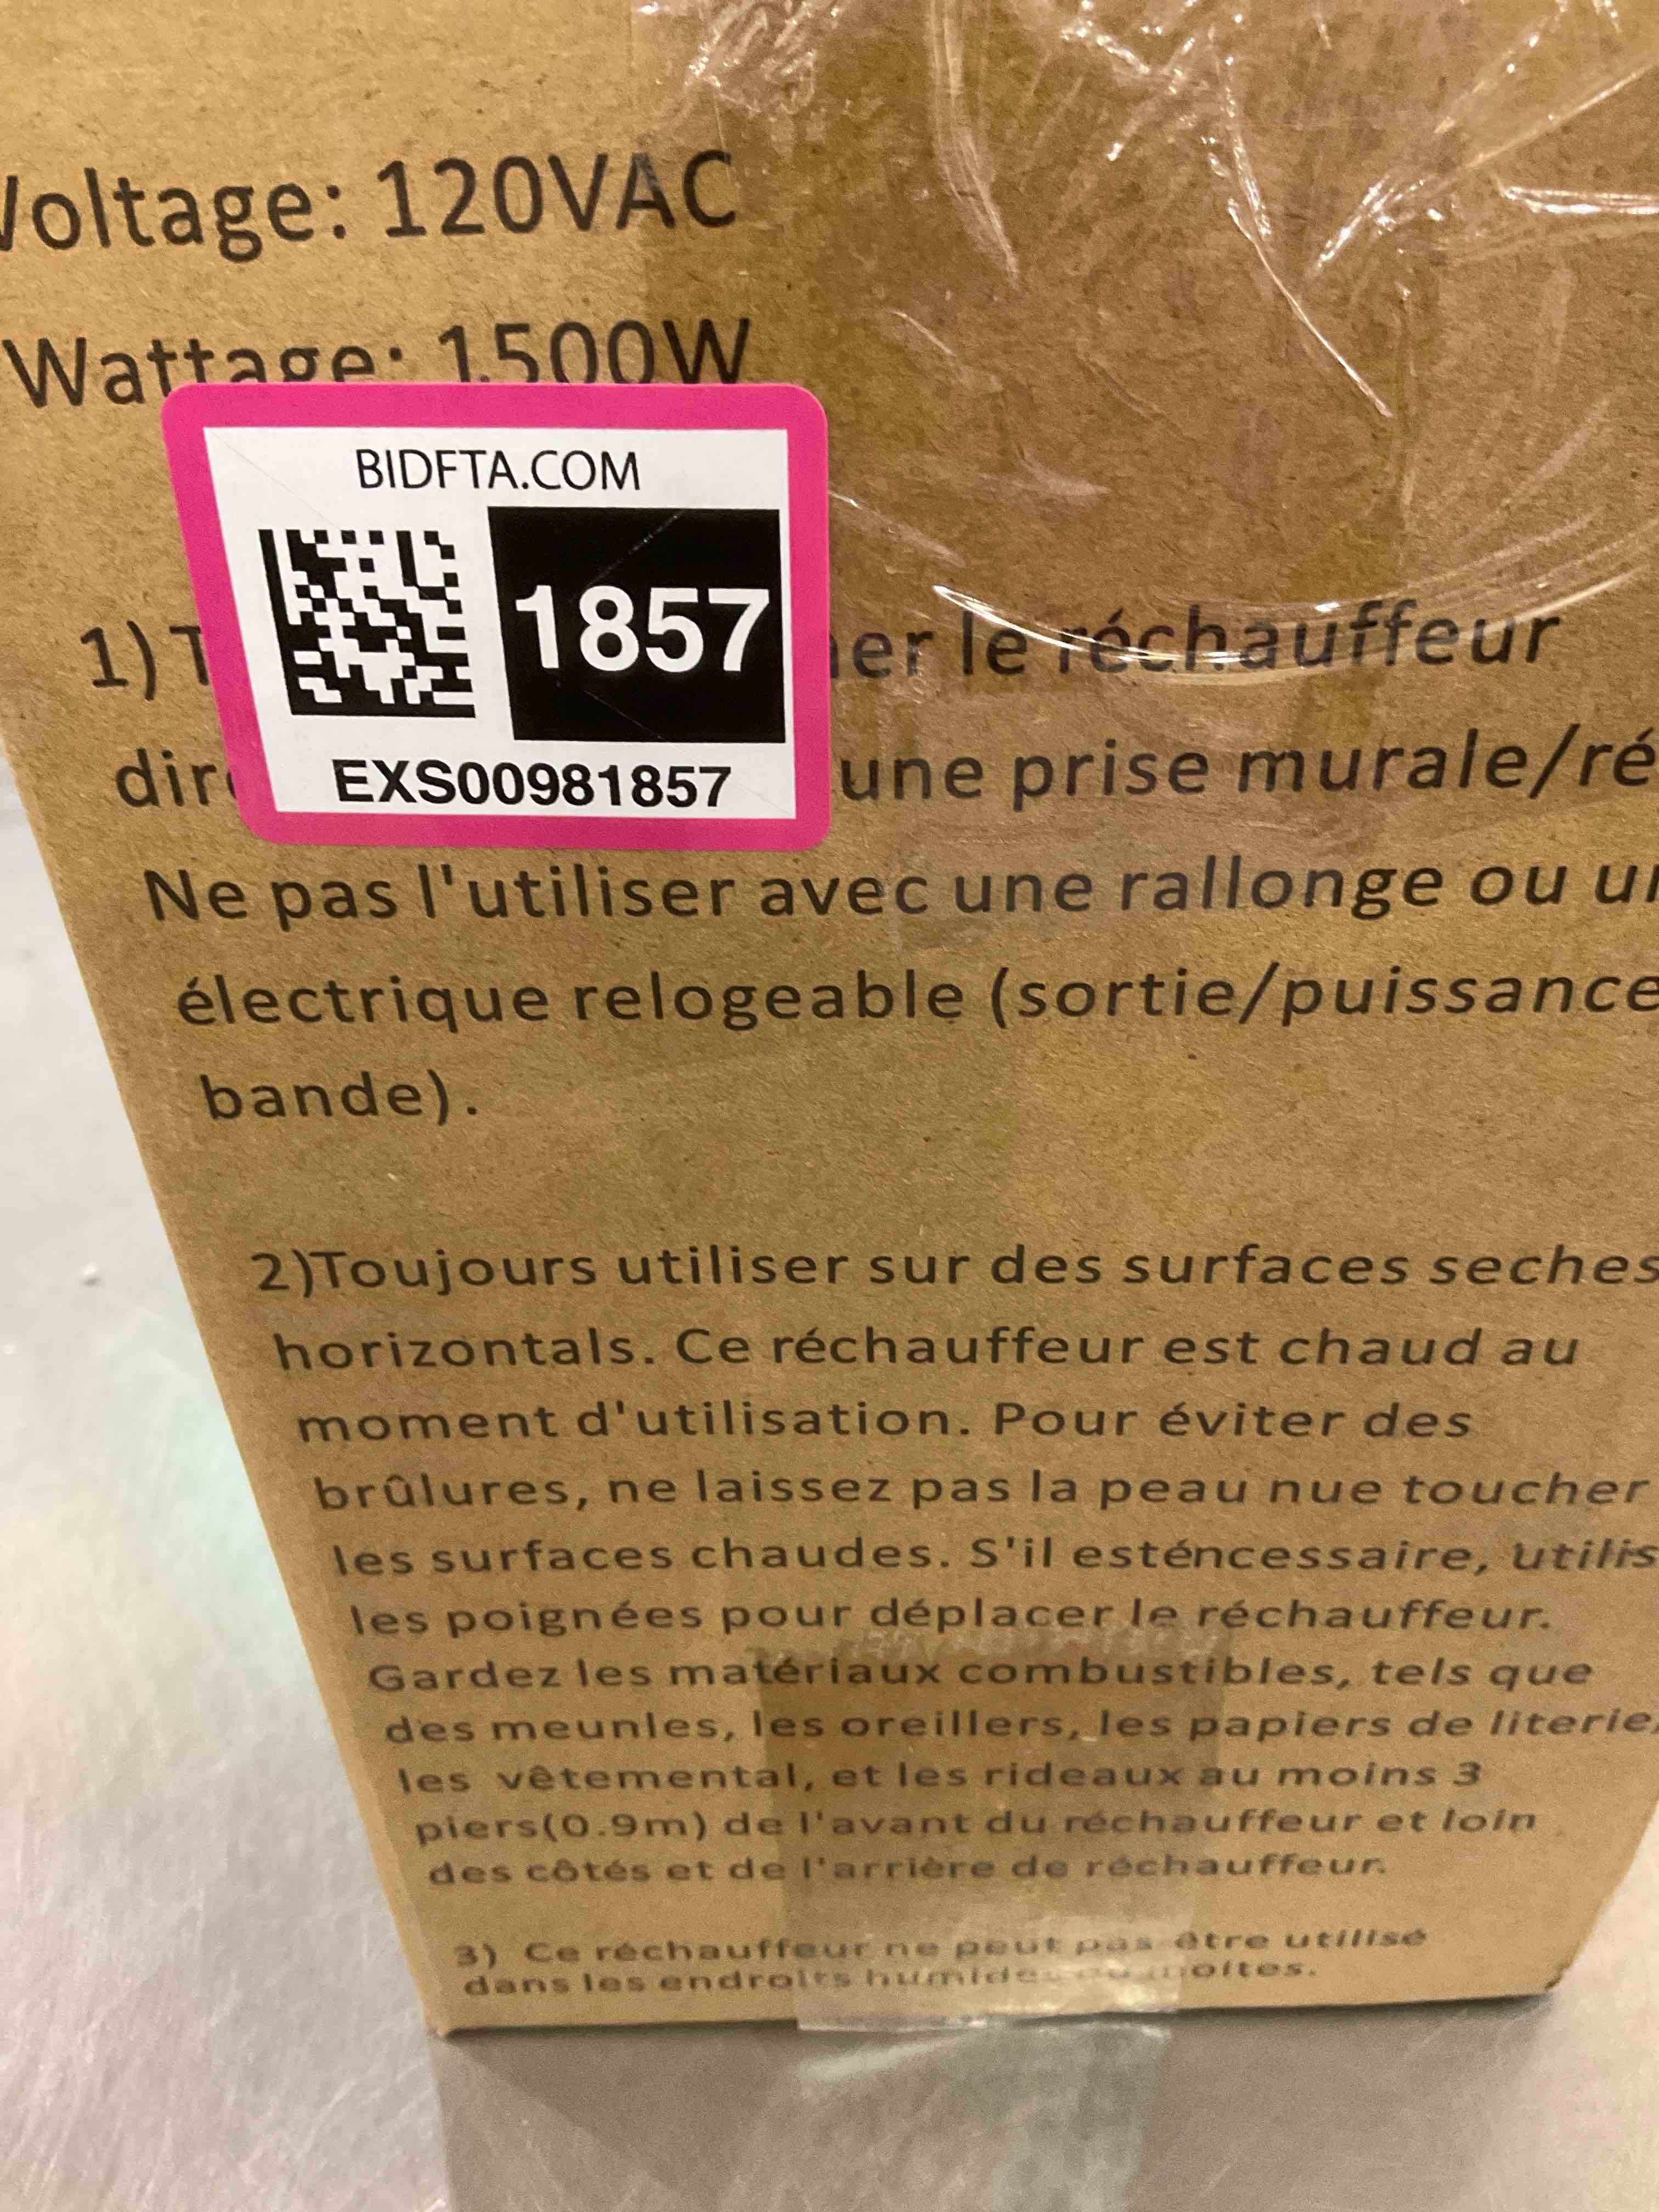 Voltage: 120VAC
Wattage: 1500W
BIDFTA.COM
1857
EXS00981857
1) T er le réchauffeur
dir une prise murale/ré
Ne pas l'utiliser avec une rallonge ou
électrique relogeable (sortie/puissance
bande).
2)Toujours utiliser sur des surfaces seches
horizontals. Ce réchauffeur est chaud au
moment d'utilisation. Pour éviter des
brûlures, ne laissez pas la peau nue toucher
les surfaces chaudes. S'il esténcessaire, utilis
les poignées pour déplacer le réchauffeur.
Gardez les matériaux combustibles, tels que
des meunles, les oreillers, les papiers de literie,
les vêtemental, et les rideaux au moins 3
piers(0.9m) de l'avant du réchauffeur et loin
des côtés et de l'arrière de réchauffeur.
3) Ce réchauffeur ne peut pas être utilisé
dans les endroits